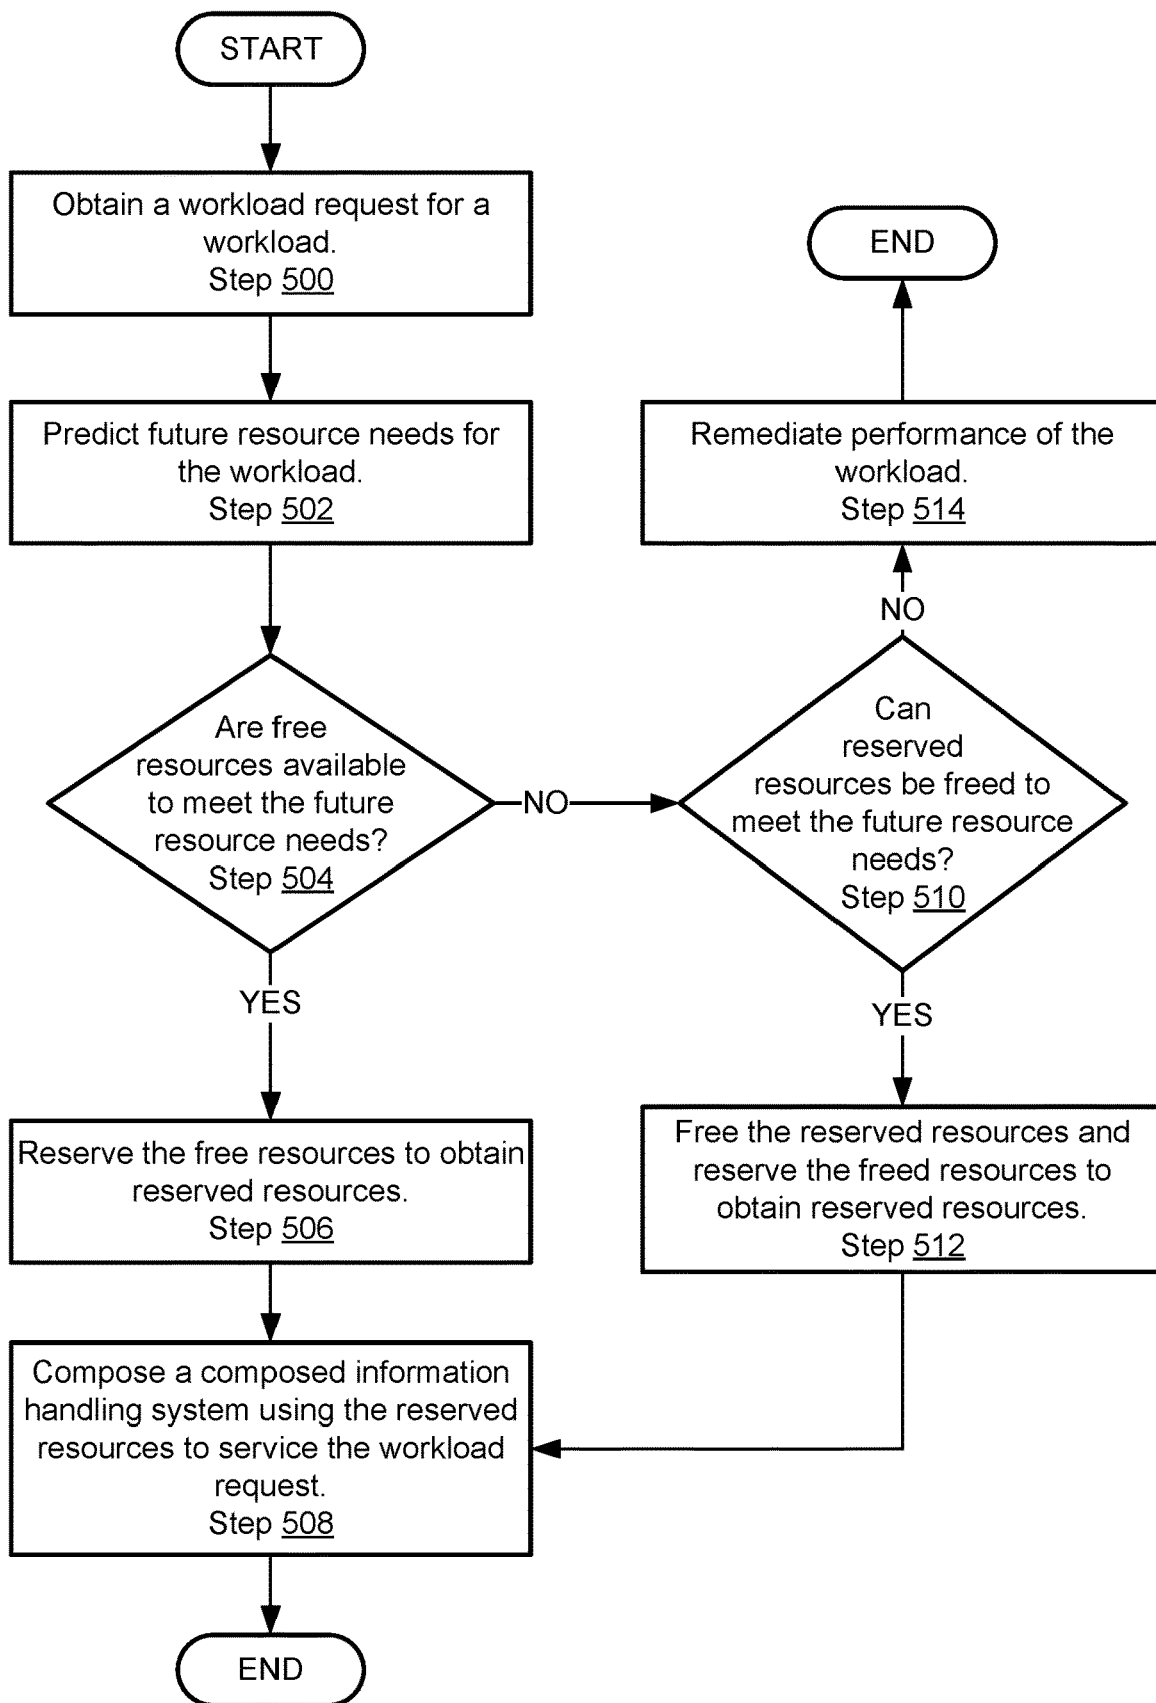 START
Obtain a workload request for a
workload.
Step 500
Predict future resource needs for
the workload.
Step 502
Are free
resources available
to meet the future
resource needs?
Step 504
NO
YES
Reserve the free resources to obtain
reserved resources.
Step 506
Compose a composed information
handling system using the reserved
resources to service the workload
request.
Step 508
END
END
Remediate performance of the
workload.
Step 514
NO
Can
reserved
resources be freed to
meet the future resource
needs?
Step 510
YES
Free the reserved resources and
reserve the freed resources to
obtain reserved resources.
Step 512